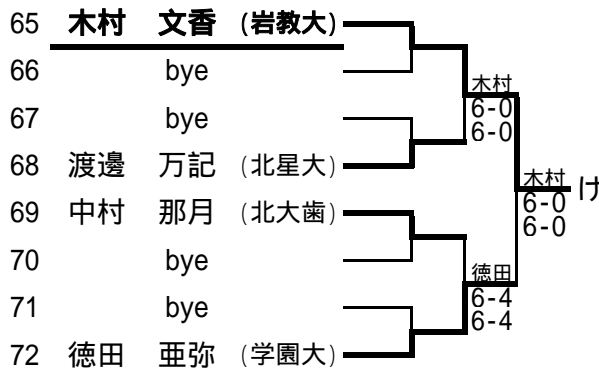 65 木村 文香 (岩教大)
66 bye
木村
6-0
67 bye
6-0
68 渡邊 万記 (北星大)
木村
け
69 中村 那月 (北大歯)
6-0
6-0
70 bye
徳田
6-4
71 bye
6-4
72 徳田 亜弥 (学園大)